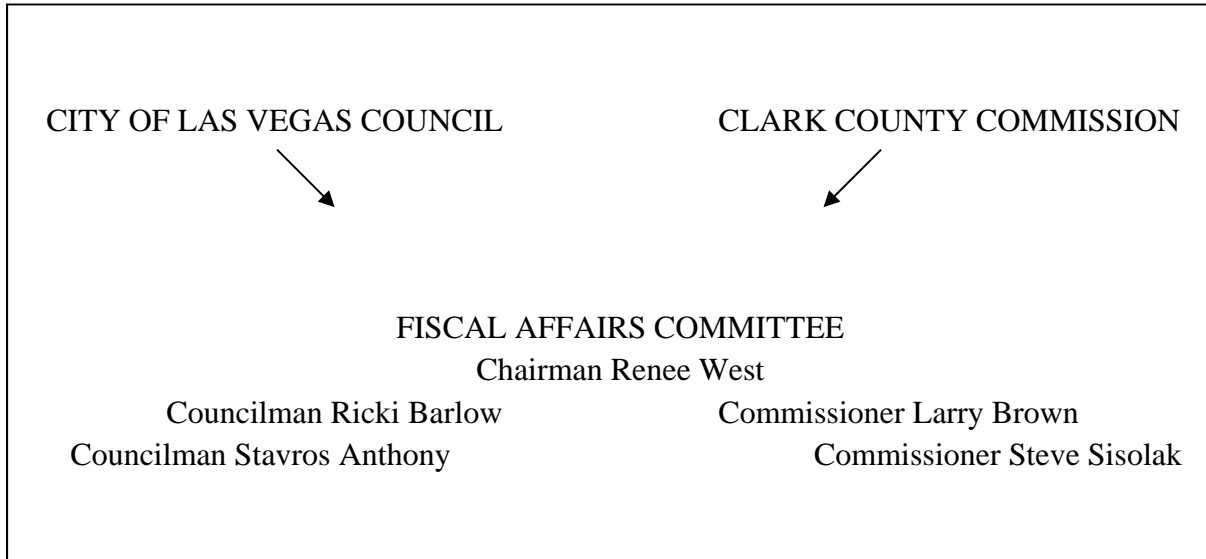 CITY OF LAS VEGAS COUNCIL CLARK COUNTY COMMISSION
FISCAL AFFAIRS COMMITTEE
Chairman Renee West
Councilman Ricki Barlow Commissioner Larry Brown
Councilman Stavros Anthony Commissioner Steve Sisolak